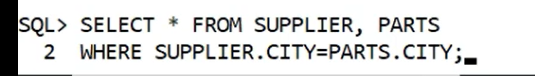 SQL> SELECT * FROM SUPPLIER, PARTS
2 WHERE SUPPLIER.CITY=PARTS.CITY;